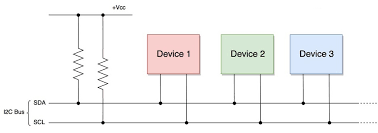 +Vcc
Device 1
Device 2
Device 3
SDA
I2C Bus
SCL